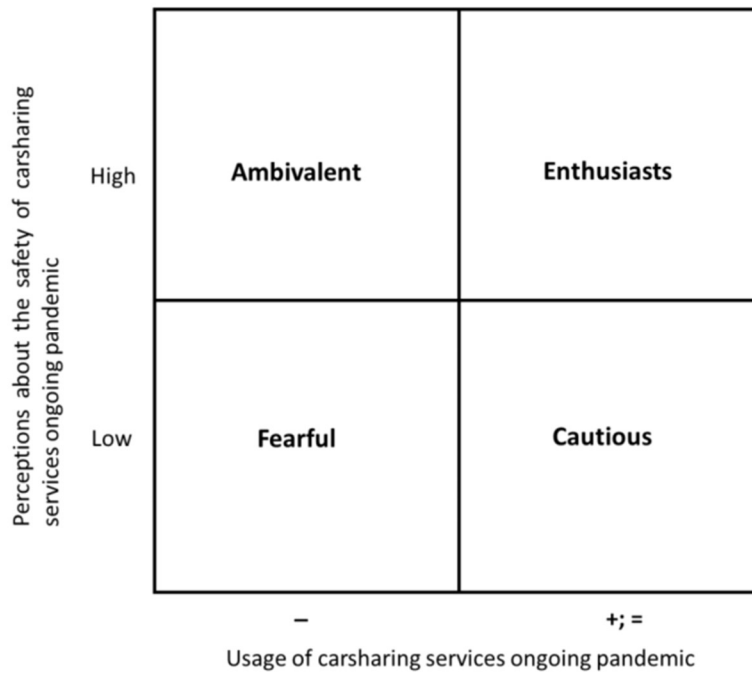 Perceptions about the safety of carsharing
services ongoing pandemic
High
Ambivalent
Enthusiasts
Low
Fearful
Cautious
–
+; =
Usage of carsharing services ongoing pandemic